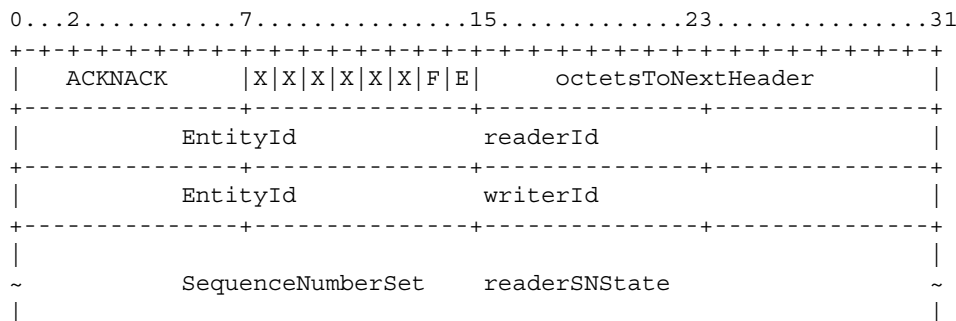 0...2...........7...............15.............23...............31
+-+-+-+-+-+-+-+-+-+-+-+-+-+-+-+-+-+-+-+-+-+-+-+-+-+-+-+-+-+-+-+-+
|   ACKNACK     |X|X|X|X|X|X|F|E|     octetsToNextHeader        |
+---------------+---------------+---------------+---------------+
|           EntityId             readerId                       |
+---------------+---------------+---------------+---------------+
|           EntityId             writerId                       |
+---------------+---------------+---------------+---------------+
|                                                               |
~           SequenceNumberSet    readerSNState                  ~
|                                                               |